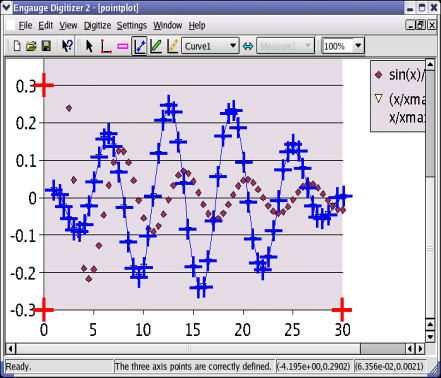 Engauge Digitizer 2 - [pointplot]
File Edit View Digitize Settings Window Help
Curve1 Measure1 100%
0.3
0.2
0.1
0
-0.1
-0.2
-0.3
0 5 10 15 20 25 30
sin(x)/
(x/xma
x/xma
Ready. The three axis points are correctly defined. (-4.195e+00,0.2902) (6.356e-02,0.0021)